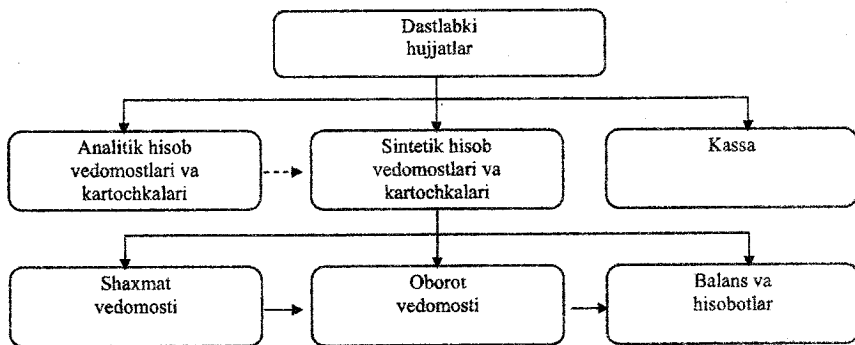 Dastlabki
hujjatlar
Analitik hisob
vedomostlari va
kartochkalari
Sintetik hisob
vedomostlari va
kartochkalari
Kassa
Shaxmat
vedomosti
Oborot
vedomosti
Balans va
hisobotlar